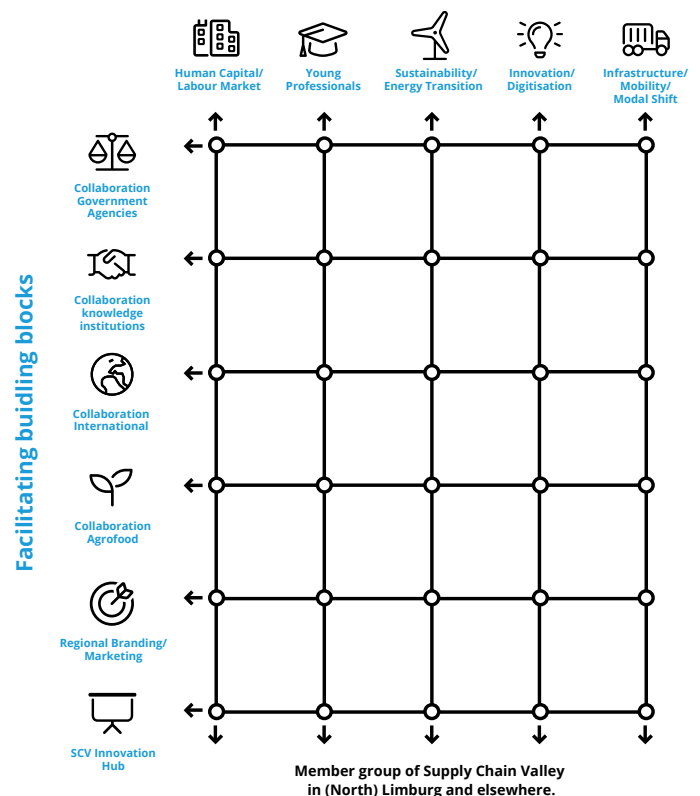 Human Capital/
Labour Market
Young
Professionals
Sustainability/
Energy Transition
Innovation/
Digitisation
Infrastructure/
Mobility/
Modal Shift
Facilitating buidling blocks
Collaboration
Government
Agencies
Collaboration
knowledge
institutions
Collaboration
International
Collaboration
Agrofood
Regional Branding/
Marketing
SCV Innovation
Hub
Member group of Supply Chain Valley
in (North) Limburg and elsewhere.